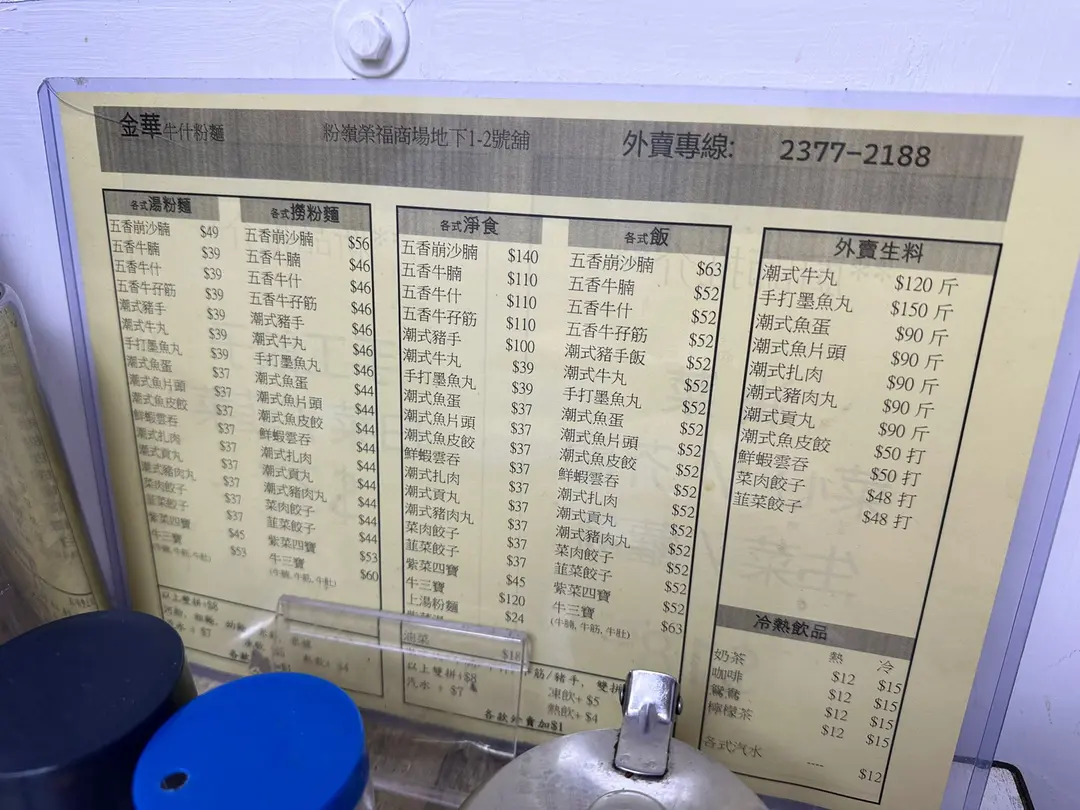 金華牛什粉麵 粉嶺榮福商場地下1-2號舖 外賣專線: 2377-2188
各式湯粉麵
五香崩沙腩 $49
五香牛腩 $39
五香牛什 $39
五香牛孖筋 $39
潮式豬手 $39
潮式牛丸 $39
手打墨魚丸 $39
潮式魚蛋 $37
潮式魚片頭 $37
潮式魚皮餃 $37
鮮蝦雲吞 $37
潮式扎肉 $37
潮式貢丸 $37
潮式豬肉丸 $37
菜肉餃子 $37
韮菜餃子 $37
紫菜四寶 $45
牛三寶 $53
(牛腩, 牛筋, 牛肚)
以上雙拼+$8
各式撈粉麵
五香崩沙腩 $56
五香牛腩 $46
五香牛什 $46
五香牛孖筋 $46
潮式豬手 $46
潮式牛丸 $46
手打墨魚丸 $46
潮式魚蛋 $44
潮式魚片頭 $44
潮式魚皮餃 $44
鮮蝦雲吞 $44
潮式扎肉 $44
潮式貢丸 $44
潮式豬肉丸 $44
菜肉餃子 $44
韮菜餃子 $44
紫菜四寶 $53
牛三寶 $60
(牛腩, 牛筋, 牛肚)
各式淨食
五香崩沙腩 $140
五香牛腩 $110
五香牛什 $110
五香牛孖筋 $110
潮式豬手 $100
潮式牛丸 $39
手打墨魚丸 $39
潮式魚蛋 $37
潮式魚片頭 $37
潮式魚皮餃 $37
鮮蝦雲吞 $37
潮式扎肉 $37
潮式貢丸 $37
潮式豬肉丸 $37
菜肉餃子 $37
韮菜餃子 $37
紫菜四寶 $45
牛三寶 $120
上湯粉麵 $24
油菜 $18
以上雙拼+$8
汽水 + $7
凍飲+ $5
熱飲+ $4
各款外賣加$1
各式飯
五香崩沙腩 $63
五香牛腩 $52
五香牛什 $52
五香牛孖筋 $52
潮式豬手飯 $52
潮式牛丸 $52
手打墨魚丸 $52
潮式魚蛋 $52
潮式魚片頭 $52
潮式魚皮餃 $52
鮮蝦雲吞 $52
潮式扎肉 $52
潮式貢丸 $52
潮式豬肉丸 $52
菜肉餃子 $52
韮菜餃子 $52
紫菜四寶 $52
牛三寶 $63
(牛腩, 牛筋, 牛肚)
外賣生料
潮式牛丸 $120 斤
手打墨魚丸 $150 斤
潮式魚蛋 $90 斤
潮式魚片頭 $90 斤
潮式扎肉 $90 斤
潮式豬肉丸 $90 斤
潮式貢丸 $90 斤
潮式魚皮餃 $50 打
鮮蝦雲吞 $50 打
菜肉餃子 $48 打
韮菜餃子 $48 打
冷熱飲品
熱 冷
奶茶 $12 $15
咖啡 $12 $15
鴛鴦 $12 $15
檸檬茶 $12 $15
各式汽水 ---- $12